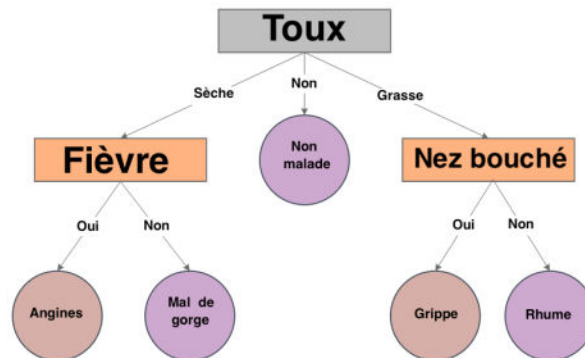 Toux
Sèche
Non
Grasse
Non
malade
Fièvre
Nez bouché
Oui
Non
Oui
Non
Angines
Mal de
gorge
Grippe
Rhume